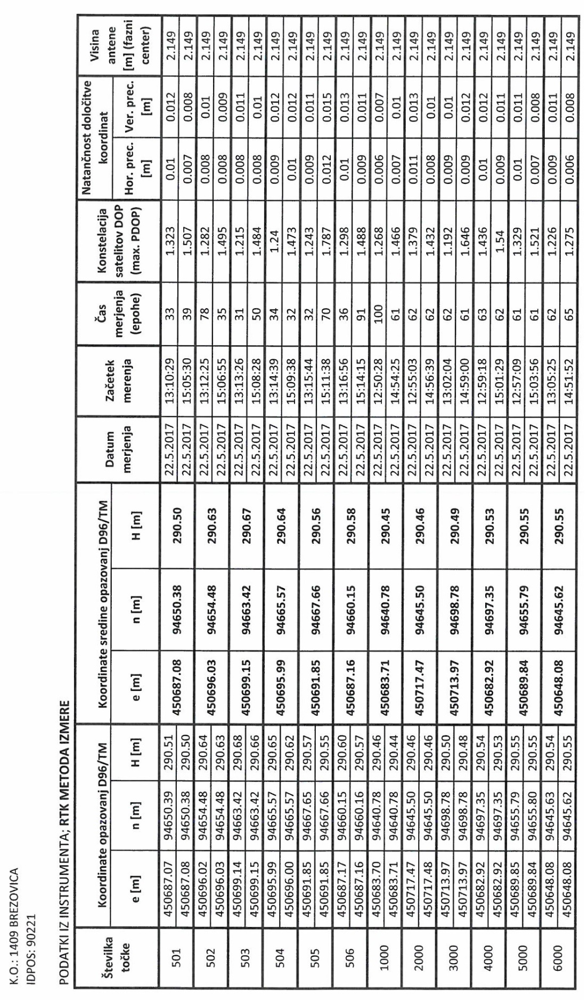 K.O.: 1409 BREZOVICA
IDPOS: 90221
PODATKI IZ INSTRUMENTA; RTK METODA IZMERE
Številka točke | Koordinate opazovanj D96/TM | Koordinate sredine opazovanj D96/TM | Datum merjenja | Začetek merenja | Čas merjenja (epohe) | Konstelacija satelitov DOP (max. PDOP) | Natančnost določitve koordinat | Visina antene [m] (fazni center)
e [m] | n [m] | H [m] | e [m] | n [m] | H [m] | Hor. prec. [m] | Ver. prec. [m]
501 | 450687.07 | 94650.39 | 290.51 | 450687.08 | 94650.38 | 290.50 | 22.5.2017 | 13:10:29 | 33 | 1.323 | 0.01 | 0.012 | 2.149
450687.08 | 94650.38 | 290.50 | 22.5.2017 | 15:05:30 | 39 | 1.507 | 0.007 | 0.008 | 2.149
502 | 450696.02 | 94654.48 | 290.64 | 450696.03 | 94654.48 | 290.63 | 22.5.2017 | 13:12:25 | 78 | 1.282 | 0.008 | 0.01 | 2.149
450696.03 | 94654.48 | 290.63 | 22.5.2017 | 15:06:55 | 35 | 1.495 | 0.008 | 0.009 | 2.149
503 | 450699.14 | 94663.42 | 290.68 | 450699.15 | 94663.42 | 290.67 | 22.5.2017 | 13:13:26 | 31 | 1.215 | 0.008 | 0.011 | 2.149
450699.15 | 94663.42 | 290.66 | 22.5.2017 | 15:08:28 | 50 | 1.484 | 0.008 | 0.01 | 2.149
504 | 450695.99 | 94665.57 | 290.65 | 450695.99 | 94665.57 | 290.64 | 22.5.2017 | 13:14:39 | 34 | 1.24 | 0.009 | 0.012 | 2.149
450696.00 | 94665.57 | 290.62 | 22.5.2017 | 15:09:38 | 32 | 1.473 | 0.01 | 0.012 | 2.149
505 | 450691.85 | 94667.65 | 290.57 | 450691.85 | 94667.66 | 290.56 | 22.5.2017 | 13:15:44 | 32 | 1.243 | 0.009 | 0.011 | 2.149
450691.85 | 94667.66 | 290.55 | 22.5.2017 | 15:11:38 | 70 | 1.787 | 0.012 | 0.015 | 2.149
506 | 450687.17 | 94660.15 | 290.60 | 450687.16 | 94660.15 | 290.58 | 22.5.2017 | 13:16:56 | 36 | 1.298 | 0.01 | 0.013 | 2.149
450687.16 | 94660.16 | 290.57 | 22.5.2017 | 15:14:15 | 91 | 1.488 | 0.009 | 0.011 | 2.149
1000 | 450683.70 | 94640.78 | 290.46 | 450683.71 | 94640.78 | 290.45 | 22.5.2017 | 12:50:28 | 100 | 1.268 | 0.006 | 0.007 | 2.149
450683.71 | 94640.78 | 290.44 | 22.5.2017 | 14:54:25 | 61 | 1.466 | 0.007 | 0.01 | 2.149
2000 | 450717.47 | 94645.50 | 290.46 | 450717.47 | 94645.50 | 290.46 | 22.5.2017 | 12:55:03 | 62 | 1.379 | 0.011 | 0.013 | 2.149
450717.48 | 94645.50 | 290.46 | 22.5.2017 | 14:56:39 | 62 | 1.432 | 0.008 | 0.01 | 2.149
3000 | 450713.97 | 94698.78 | 290.50 | 450713.97 | 94698.78 | 290.49 | 22.5.2017 | 13:02:04 | 62 | 1.192 | 0.009 | 0.01 | 2.149
450713.97 | 94698.78 | 290.48 | 22.5.2017 | 14:59:00 | 61 | 1.646 | 0.009 | 0.012 | 2.149
4000 | 450682.92 | 94697.35 | 290.54 | 450682.92 | 94697.35 | 290.53 | 22.5.2017 | 12:59:18 | 63 | 1.436 | 0.01 | 0.012 | 2.149
450682.92 | 94697.35 | 290.53 | 22.5.2017 | 15:01:29 | 62 | 1.54 | 0.009 | 0.011 | 2.149
5000 | 450689.85 | 94655.79 | 290.55 | 450689.84 | 94655.79 | 290.55 | 22.5.2017 | 12:57:09 | 61 | 1.329 | 0.01 | 0.011 | 2.149
450689.84 | 94655.80 | 290.55 | 22.5.2017 | 15:03:56 | 61 | 1.521 | 0.007 | 0.008 | 2.149
6000 | 450648.08 | 94645.63 | 290.54 | 450648.08 | 94645.62 | 290.55 | 22.5.2017 | 13:05:25 | 62 | 1.226 | 0.009 | 0.011 | 2.149
450648.08 | 94645.62 | 290.55 | 22.5.2017 | 14:51:52 | 65 | 1.275 | 0.006 | 0.008 | 2.149